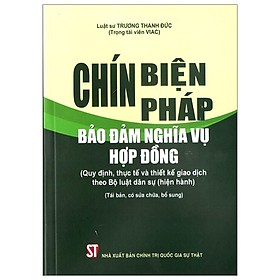 Luật sư TRƯƠNG THANH ĐỨC
(Trọng tài viên VIAC)
CHÍN BIỆN PHÁP
BẢO ĐẢM NGHĨA VỤ
HỢP ĐỒNG
(Quy định, thực tế và thiết kế giao dịch
theo Bộ luật dân sự (hiện hành)
(Tái bản, có sửa chữa, bổ sung)
ST
NHÀ XUẤT BẢN CHÍNH TRỊ QUỐC GIA SỰ THẬT